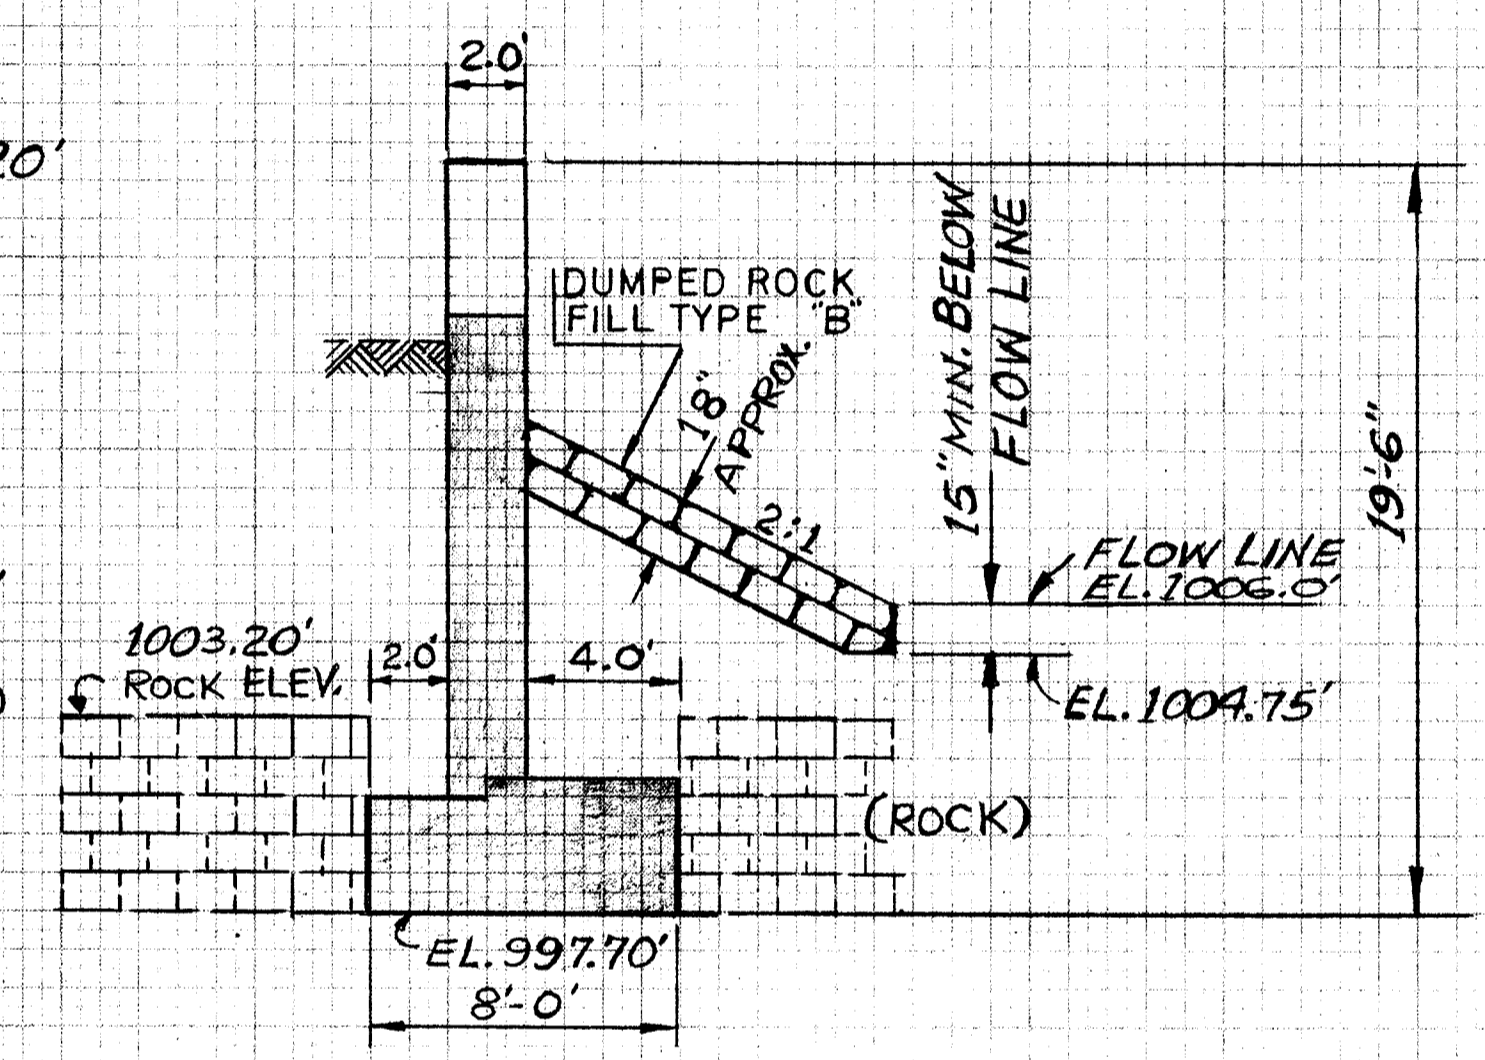 2.0'
20'
DUMPED ROCK
FILL TYPE "B"
18"
APPROX.
2:1
15" MIN. BELOW
FLOW LINE
19'-6"
FLOW LINE
EL. 1006.0'
EL. 1004.75'
1003.20'
ROCK ELEV.
2.0'
4.0'
(ROCK)
EL. 997.70'
8'-0'